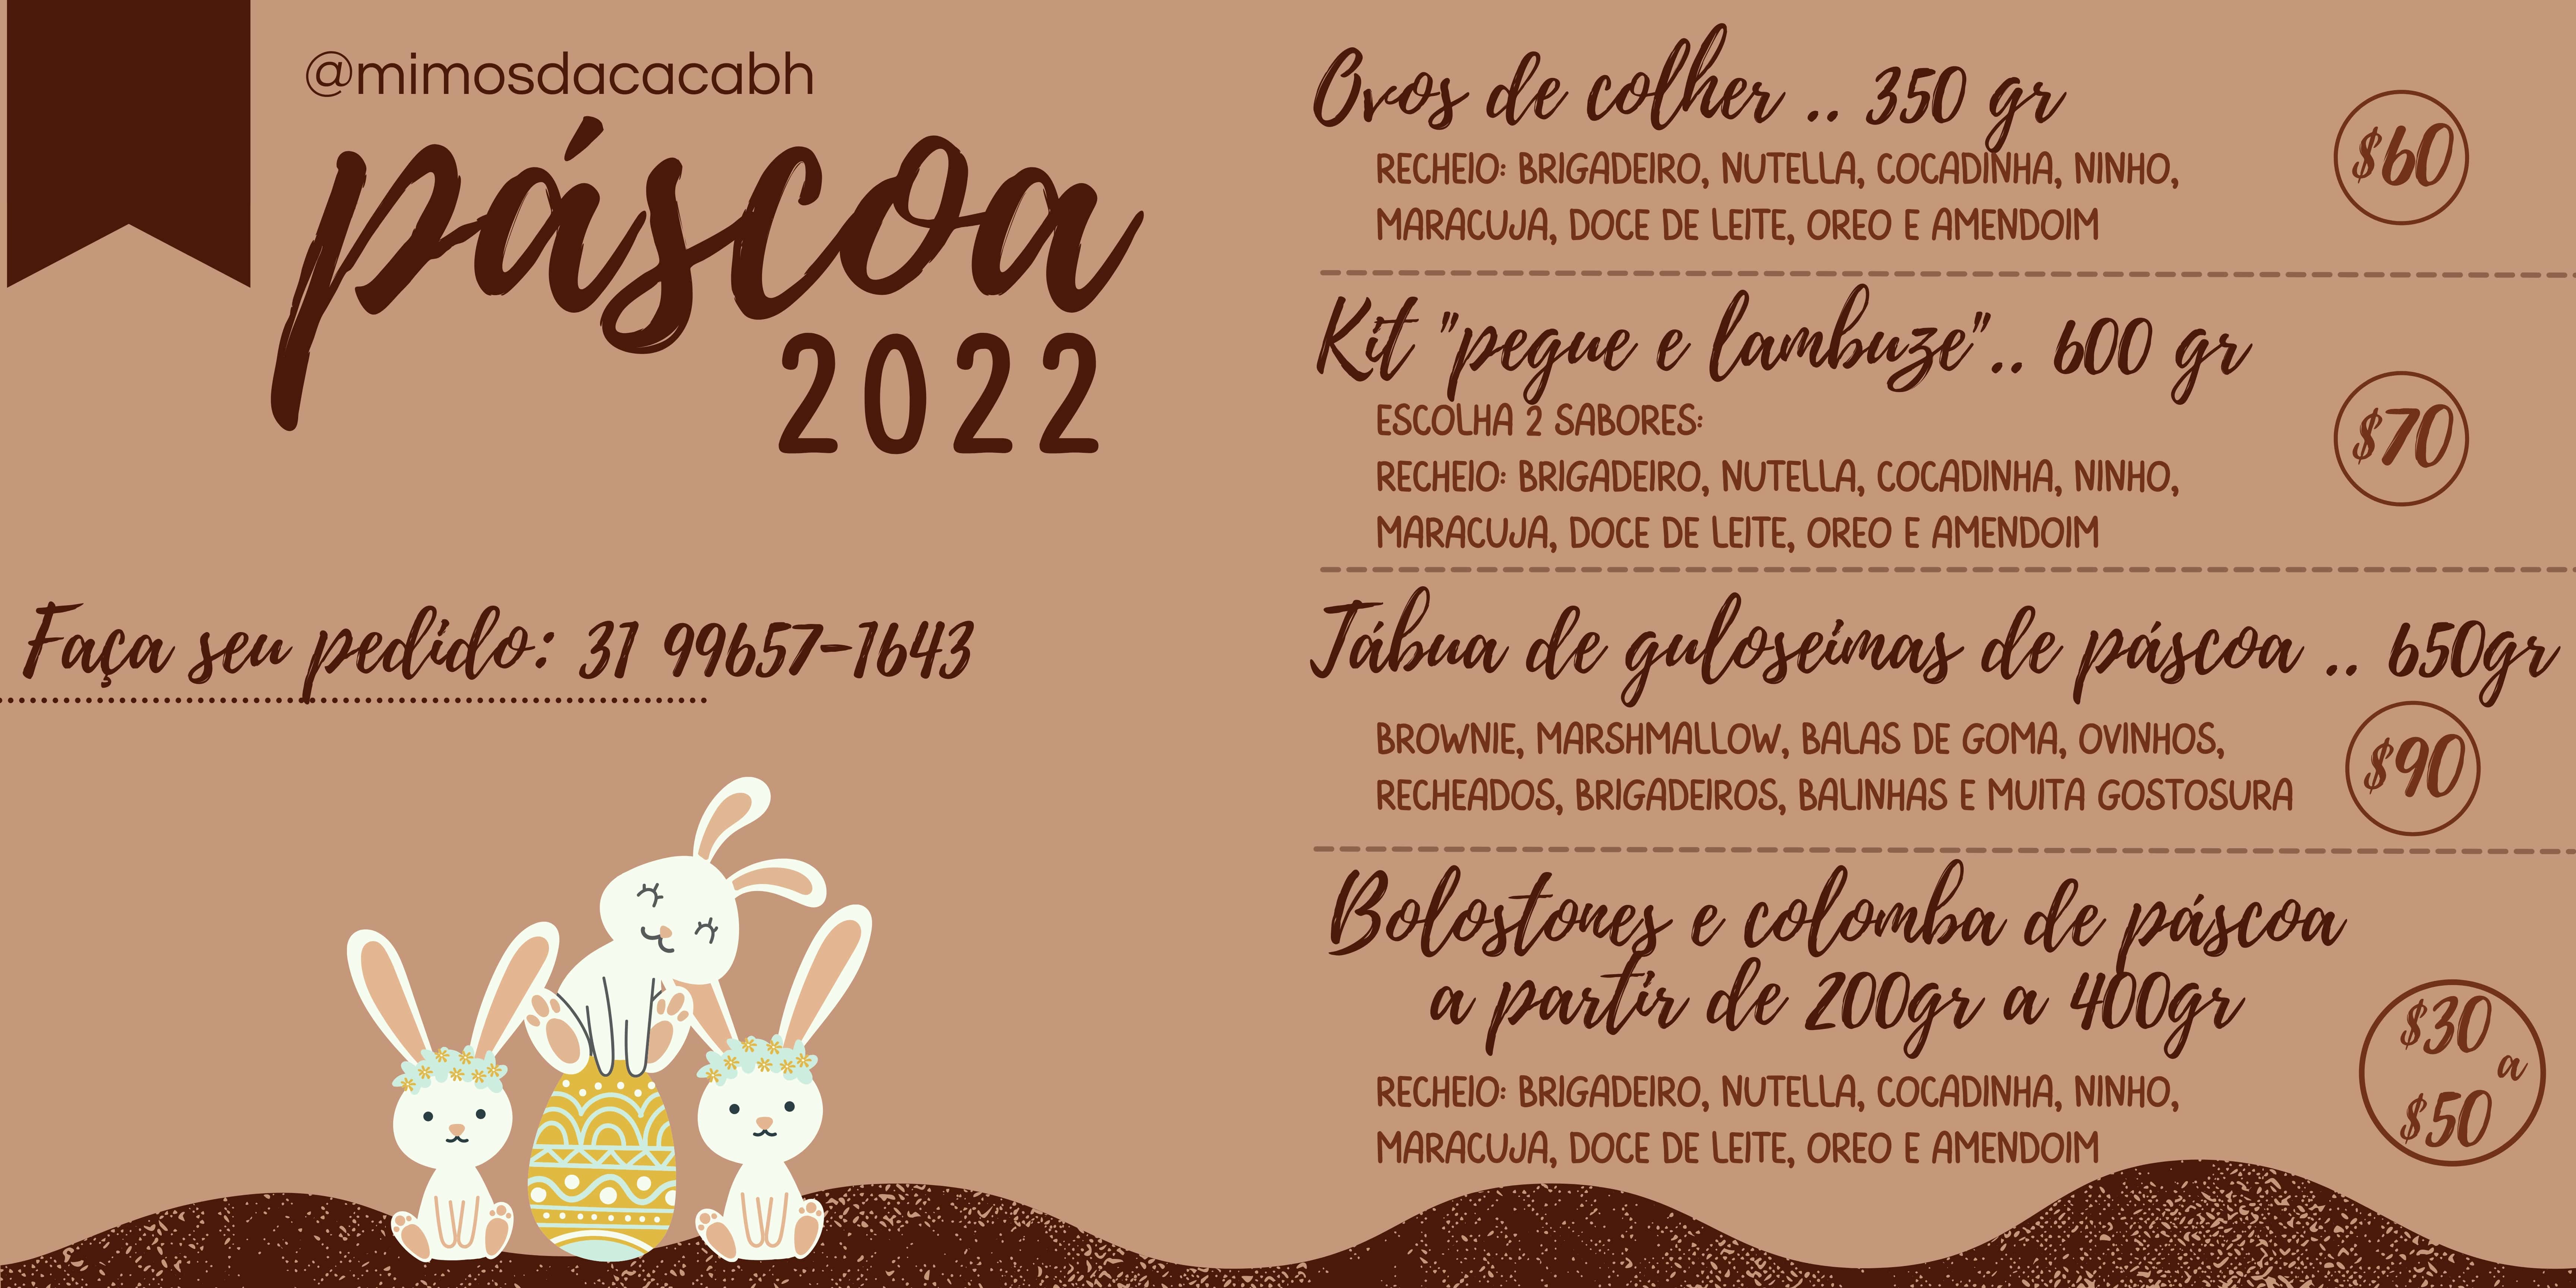 @mimosdacacabh
páscoa
2022
Faça seu pedido: 31 99657-1643
Ovos de colher .. 350 gr
RECHEIO: BRIGADEIRO, NUTELLA, COCADINHA, NINHO,
MARACUJA, DOCE DE LEITE, OREO E AMENDOIM
$60
Kit "pegue e lambuze".. 600 gr
ESCOLHA 2 SABORES:
RECHEIO: BRIGADEIRO, NUTELLA, COCADINHA, NINHO,
MARACUJA, DOCE DE LEITE, OREO E AMENDOIM
$70
Tábua de guloseimas de páscoa .. 650gr
BROWNIE, MARSHMALLOW, BALAS DE GOMA, OVINHOS,
RECHEADOS, BRIGADEIROS, BALINHAS E MUITA GOSTOSURA
$90
Bolostones e colomba de páscoa
a partir de 200gr a 400gr
RECHEIO: BRIGADEIRO, NUTELLA, COCADINHA, NINHO,
MARACUJA, DOCE DE LEITE, OREO E AMENDOIM
$30
a
$50